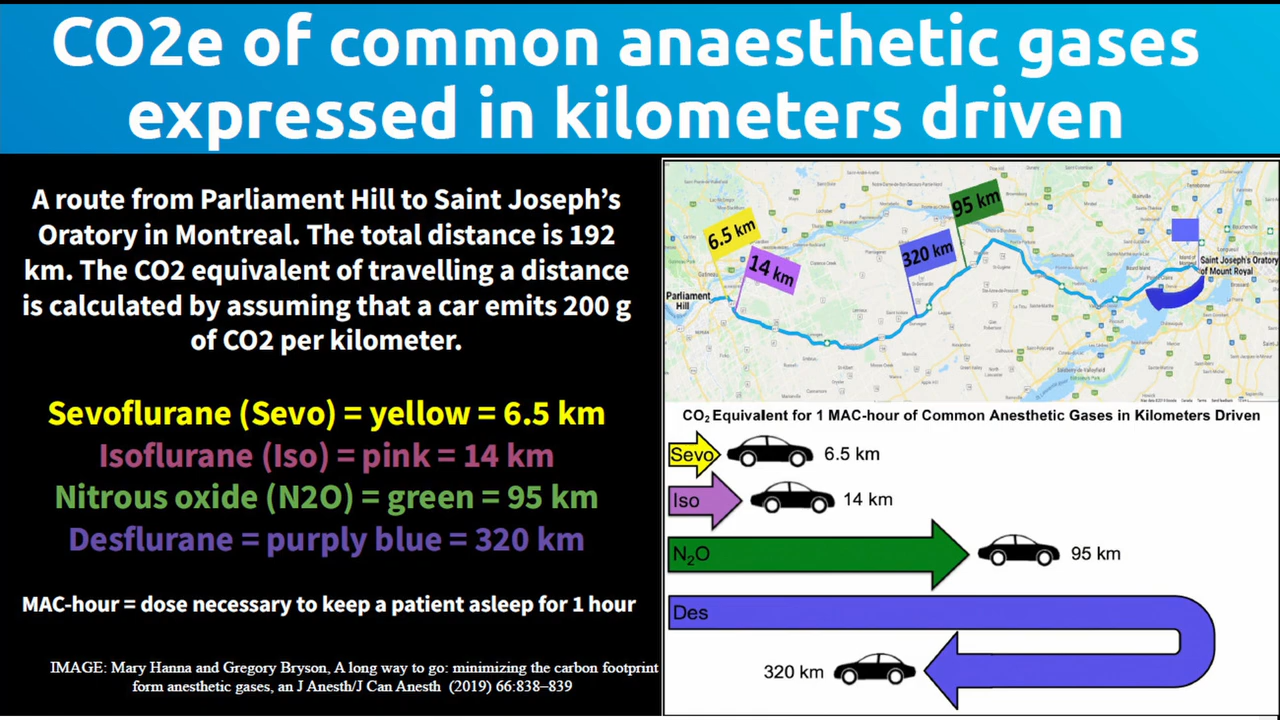 CO2e of common anaesthetic gases
expressed in kilometers driven
A route from Parliament Hill to Saint Joseph's
Oratory in Montreal. The total distance is 192
km. The CO2 equivalent of travelling a distance
is calculated by assuming that a car emits 200 g
of CO2 per kilometer.
Sevoflurane (Sevo) = yellow = 6.5 km
Isoflurane (Iso) = pink = 14 km
Nitrous oxide (N2O) = green = 95 km
Desflurane = purply blue = 320 km
MAC-hour = dose necessary to keep a patient asleep for 1 hour
IMAGE: Mary Hanna and Gregory Bryson, A long way to go: minimizing the carbon footprint
form anesthetic gases, an J Anesth/J Can Anesth (2019) 66:838–839
6.5 km
14 km
320 km
95 km
Parliament
Hill
Saint Joseph's Oratory
of Mount Royal
CO₂ Equivalent for 1 MAC-hour of Common Anesthetic Gases in Kilometers Driven
Sevo
6.5 km
Iso
14 km
N₂O
95 km
Des
320 km